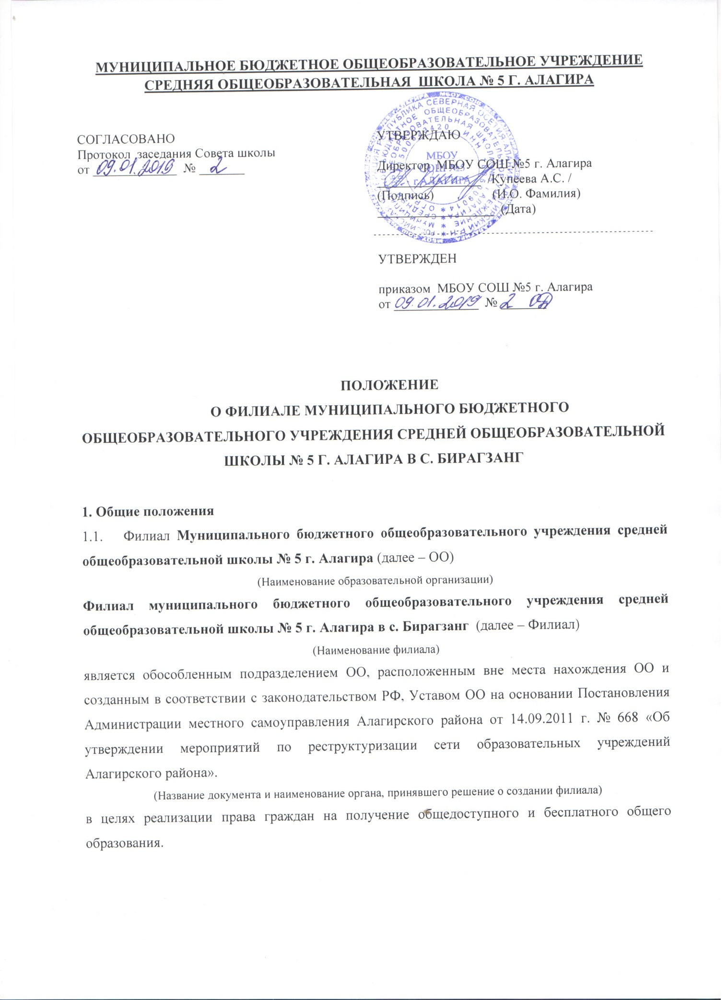 МУНИЦИПАЛЬНОЕ БЮДЖЕТНОЕ ОБЩЕОБРАЗОВАТЕЛЬНОЕ УЧРЕЖДЕНИЕ
СРЕДНЯЯ ОБЩЕОБРАЗОВАТЕЛЬНАЯ ШКОЛА № 5 Г. АЛАГИРА
СОГЛАСОВАНО
Протокол заседания Совета школы
от 09.01.2019 № 2
УТВЕРЖДАЮ
Директор МБОУ СОШ №5 г. Алагира
/Купеева А.С. /
(Подпись) (И.О. Фамилия)
(Дата)
МБОУ
СОШ №5
г.АЛАГИРА
УТВЕРЖДЕН
приказом МБОУ СОШ №5 г. Алагира
от 09.01.2019 № 2 ОД
ПОЛОЖЕНИЕ
О ФИЛИАЛЕ МУНИЦИПАЛЬНОГО БЮДЖЕТНОГО
ОБЩЕОБРАЗОВАТЕЛЬНОГО УЧРЕЖДЕНИЯ СРЕДНЕЙ ОБЩЕОБРАЗОВАТЕЛЬНОЙ
ШКОЛЫ № 5 Г. АЛАГИРА В С. БИРАГЗАНГ
1. Общие положения
1.1. Филиал Муниципального бюджетного общеобразовательного учреждения средней
общеобразовательной школы № 5 г. Алагира (далее – ОО)
(Наименование образовательной организации)
Филиал муниципального бюджетного общеобразовательного учреждения средней
общеобразовательной школы № 5 г. Алагира в с. Бирагзанг (далее – Филиал)
(Наименование филиала)
является обособленным подразделением ОО, расположенным вне места нахождения ОО и
созданным в соответствии с законодательством РФ, Уставом ОО на основании Постановления
Администрации местного самоуправления Алагирского района от 14.09.2011 г. № 668 «Об
утверждении мероприятий по реструктуризации сети образовательных учреждений
Алагирского района».
(Название документа и наименование органа, принявшего решение о создании филиала)
в целях реализации права граждан на получение общедоступного и бесплатного общего
образования.